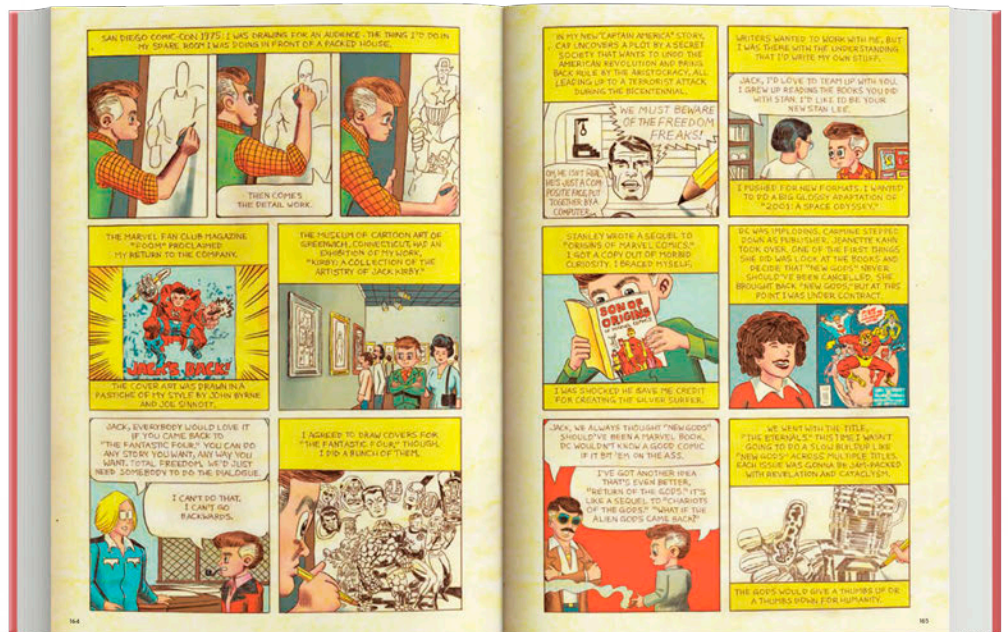 SAN DIEGO COMIC-CON 1975: I WAS DRAWING FOR AN AUDIENCE. THE THING I'D DO IN
MY SPARE ROOM I WAS DOING IN FRONT OF A PACKED HOUSE.
THEN COMES
THE DETAIL WORK.
THE MARVEL FAN CLUB MAGAZINE
"FOOM" PROCLAIMED
MY RETURN TO THE COMPANY.
JACK'S BACK!
THE COVER ART WAS DRAWN IN A
PASTICHE OF MY STYLE BY JOHN BYRNE
AND JOE SINNOTT.
THE MUSEUM OF CARTOON ART OF
GREENWICH, CONNECTICUT, HAD AN
EXHIBITION OF MY WORK,
"KIRBY: A COLLECTION OF THE
ARTISTRY OF JACK KIRBY."
JACK, EVERYBODY WOULD LOVE IT
IF YOU CAME BACK TO
"THE FANTASTIC FOUR." YOU CAN DO
ANY STORY YOU WANT, ANY WAY YOU
WANT. TOTAL FREEDOM. WE'D JUST
NEED SOMEBODY TO DO THE DIALOGUE.
I CAN'T DO THAT.
I CAN'T GO
BACKWARDS.
I AGREED TO DRAW COVERS FOR
"THE FANTASTIC FOUR," THOUGH.
I DID A BUNCH OF THEM.
164
IN MY NEW "CAPTAIN AMERICA" STORY,
CAP UNCOVERS A PLOT BY A SECRET
SOCIETY THAT WANTS TO UNDO THE
AMERICAN REVOLUTION AND BRING
BACK RULE BY THE ARISTOCRACY, ALL
LEADING UP TO A TERRORIST ATTACK
DURING THE BICENTENNIAL.
WE MUST BEWARE
OF THE FREEDOM
FREAKS!
OH, HE ISN'T REAL.
HE'S JUST A COM-
POSITE FACE, PUT
TOGETHER BY A
COMPUTER.
WRITERS WANTED TO WORK WITH ME, BUT
I WAS THERE WITH THE UNDERSTANDING
THAT I'D WRITE MY OWN STUFF.
JACK, I'D LOVE TO TEAM UP WITH YOU.
I GREW UP READING THE BOOKS YOU DID
WITH STAN. I'D LIKE TO BE YOUR
NEW STAN LEE.
I PUSHED FOR NEW FORMATS. I WANTED
TO DO A BIG GLOSSY ADAPTATION OF
"2001: A SPACE ODYSSEY."
STANLEY WROTE A SEQUEL TO
"ORIGINS OF MARVEL COMICS."
I GOT A COPY OUT OF MORBID
CURIOSITY. I BRACED MYSELF.
SON OF
ORIGINS
OF MARVEL COMICS
I WAS SHOCKED HE GAVE ME CREDIT
FOR CREATING THE SILVER SURFER.
DC WAS IMPLODING. CARMINE STEPPED
DOWN AS PUBLISHER. JEANETTE KAHN
TOOK OVER. ONE OF THE FIRST THINGS
SHE DID WAS LOOK AT THE BOOKS AND
DECIDE THAT "NEW GODS" NEVER
SHOULD'VE BEEN CANCELLED. SHE
BROUGHT BACK "NEW GODS," BUT AT THIS
POINT I WAS UNDER CONTRACT.
JACK, WE ALWAYS THOUGHT "NEW GODS"
SHOULD'VE BEEN A MARVEL BOOK.
DC WOULDN'T KNOW A GOOD COMIC
IF IT BIT 'EM ON THE ASS.
I'VE GOT ANOTHER IDEA
THAT'S EVEN BETTER,
"RETURN OF THE GODS." IT'S
LIKE A SEQUEL TO "CHARIOTS
OF THE GODS." "WHAT IF THE
ALIEN GODS CAME BACK?"
WE WENT WITH THE TITLE,
"THE ETERNALS." THIS TIME I WASN'T
GOING TO DO A SLOW BUILDUP, LIKE
"NEW GODS" ACROSS MULTIPLE TITLES.
EACH ISSUE WAS GONNA BE JAM-PACKED
WITH REVELATION AND CATACLYSM.
THE GODS WOULD GIVE A THUMBS UP OR
A THUMBS DOWN FOR HUMANITY.
165